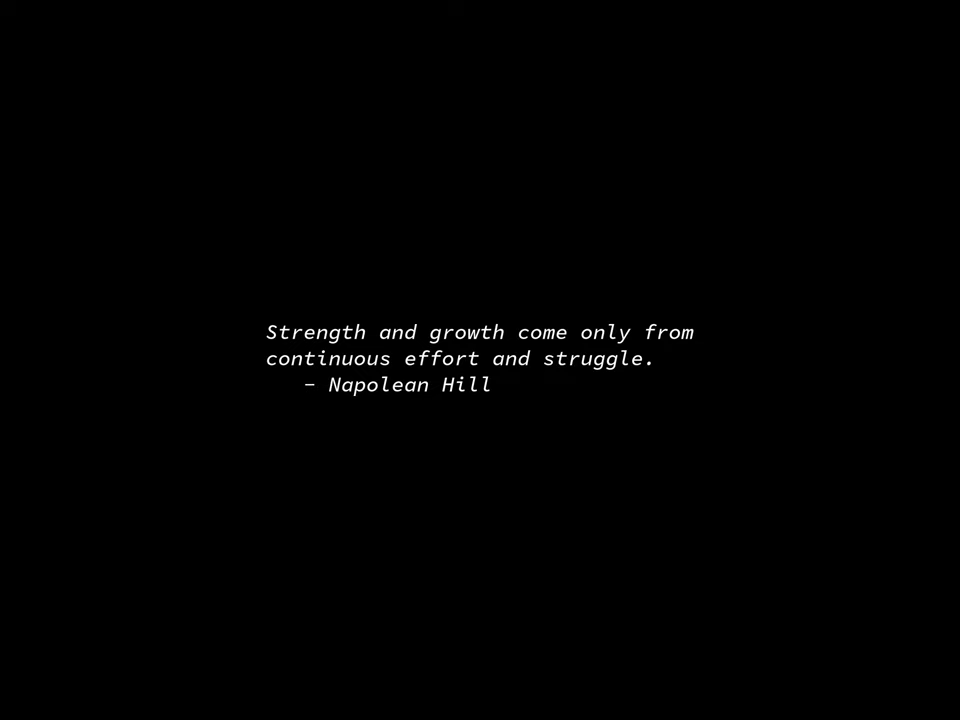 Strength and growth come only from
continuous effort and struggle.
- Napolean Hill